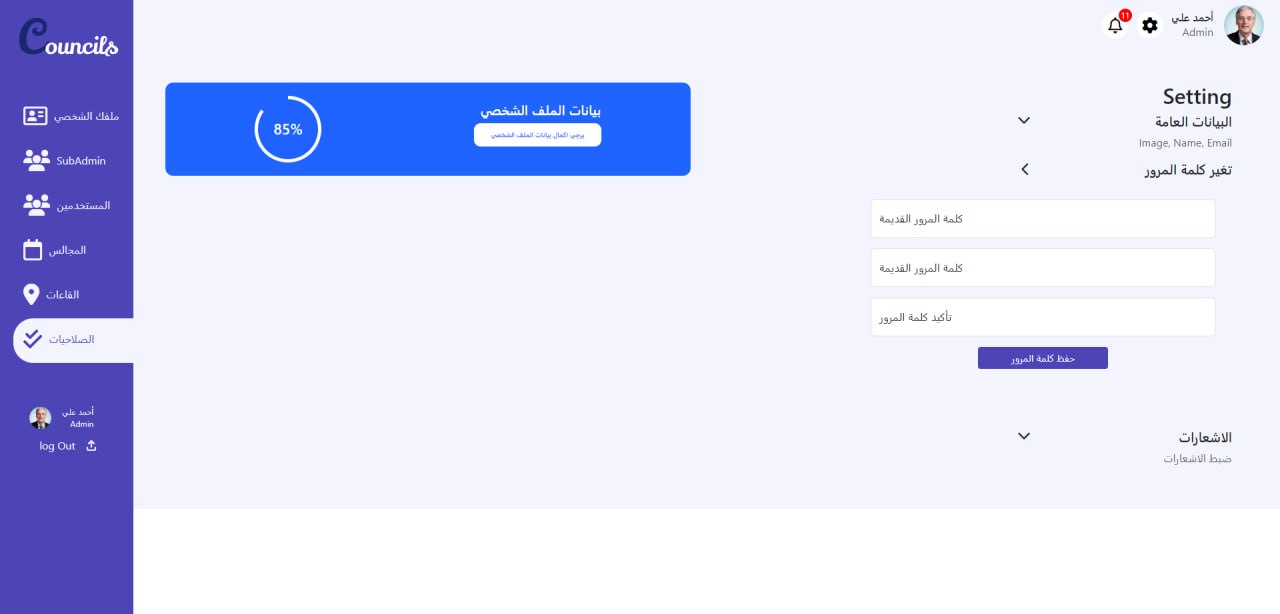 Councils
ملفك الشخصي
SubAdmin
المستخدمين
المجالس
القاعات
الصلاحيات
أحمد علي
Admin
log Out
11
أحمد علي
Admin
85%
بيانات الملف الشخصي
يرجي اكمال بيانات الملف الشخصي
Setting
البيانات العامة
Image, Name, Email
تغير كلمة المرور
كلمة المرور القديمة
كلمة المرور القديمة
تأكيد كلمة المرور
حفظ كلمة المرور
الاشعارات
ضبط الاشعارات